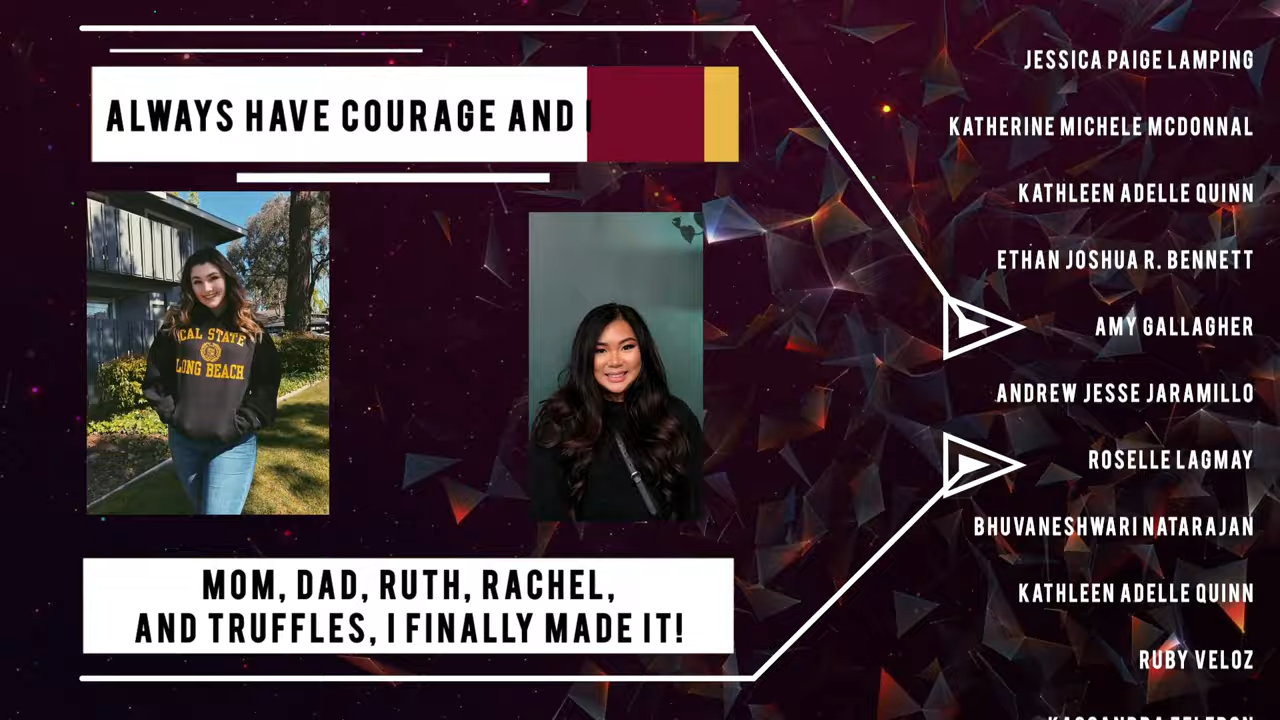 ALWAYS HAVE COURAGE AND
CAL STATE
LONG BEACH
MOM, DAD, RUTH, RACHEL,
AND TRUFFLES, I FINALLY MADE IT!
JESSICA PAIGE LAMPING
KATHERINE MICHELE MCDONNAL
KATHLEEN ADELLE QUINN
ETHAN JOSHUA R. BENNETT
AMY GALLAGHER
ANDREW JESSE JARAMILLO
ROSELLE LAGMAY
BHUVANESHWARI NATARAJAN
KATHLEEN ADELLE QUINN
RUBY VELOZ